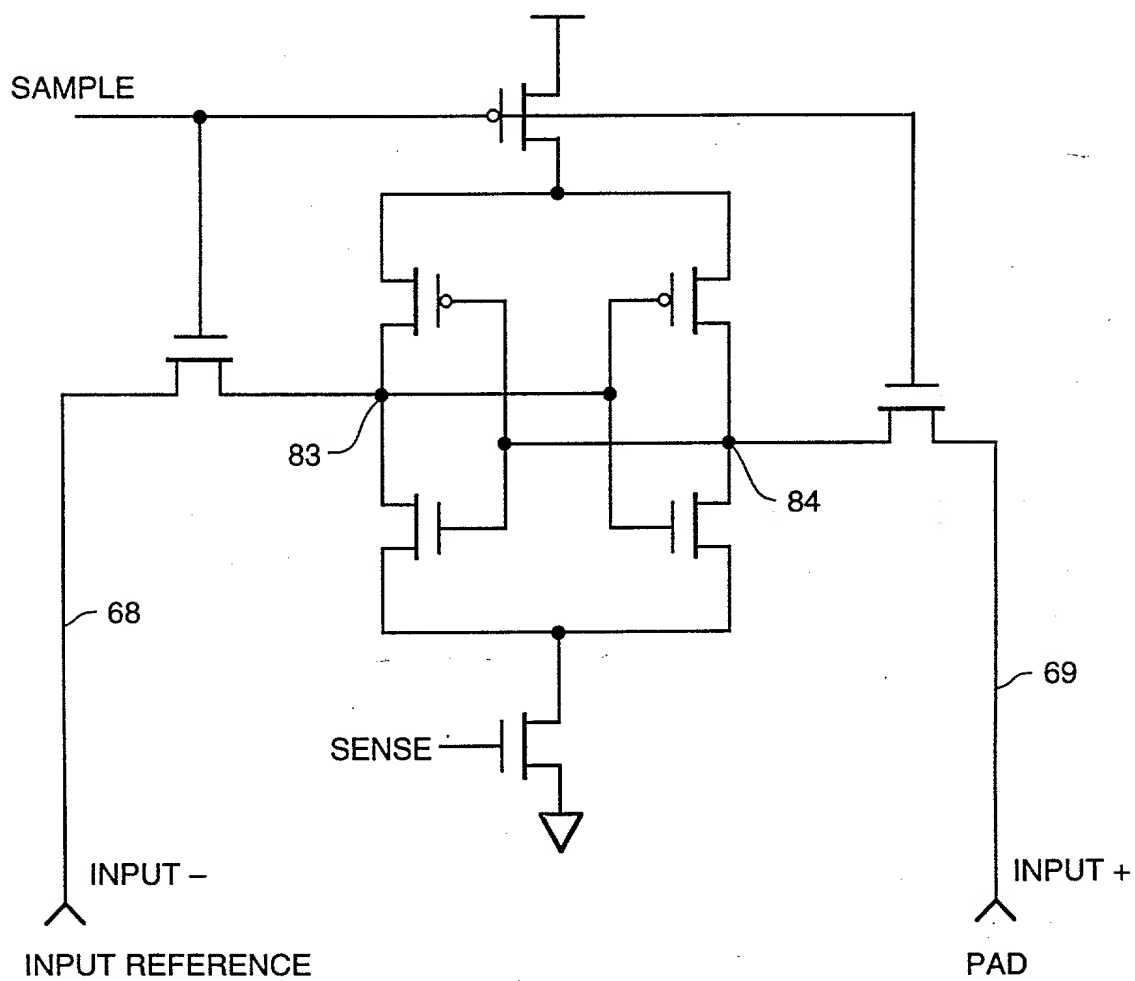 SAMPLE
83
84
68
69
SENSE
INPUT –
INPUT +
INPUT REFERENCE
PAD